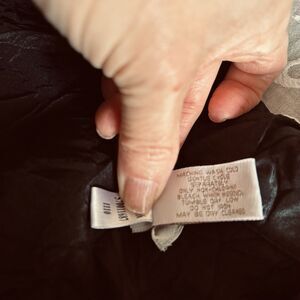 MACHINE WASH COLD
GENTLE CYCLE
SEPARATELY
ONLY NON-CHLORINE
BLEACH WHEN NEEDED
TUMBLE DRY LOW
DO NOT IRON
MAY BE DRY CLEANED